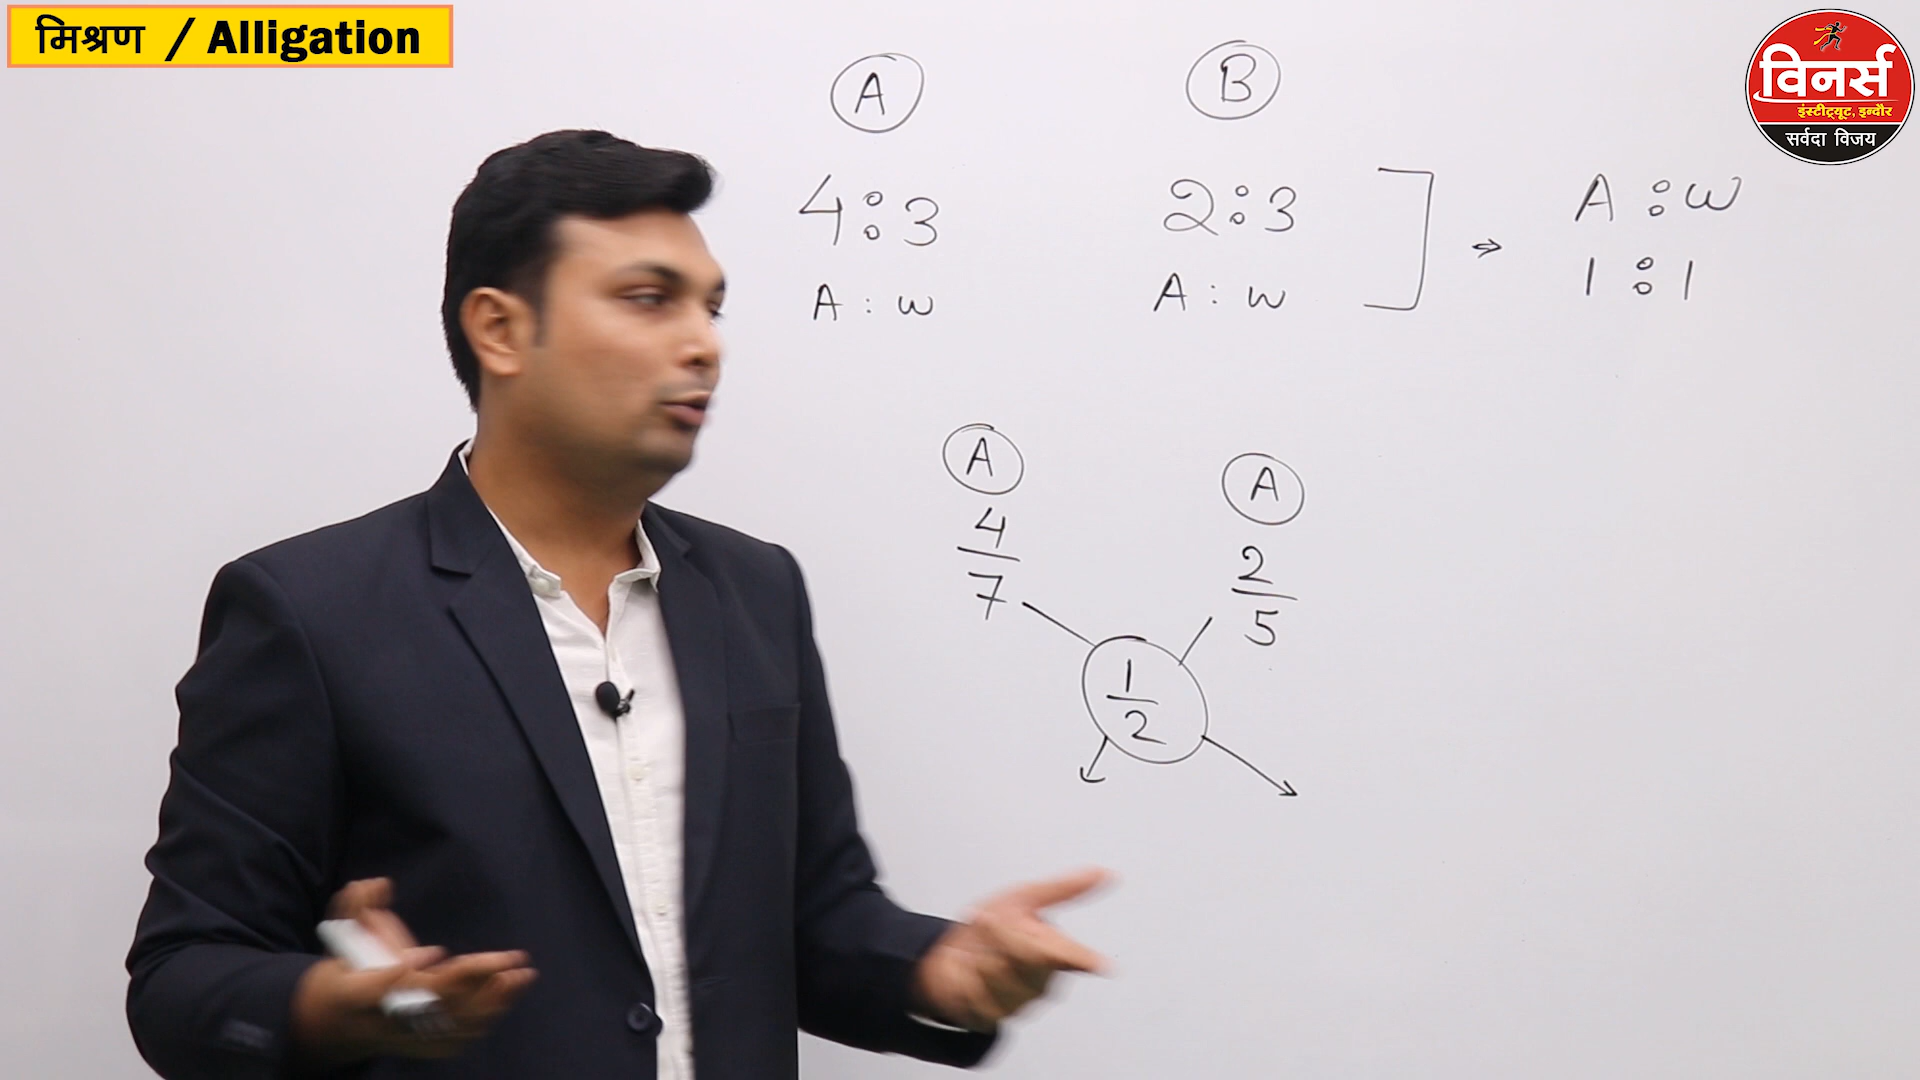 मिश्रण / Alligation
विनर्स
इंस्टीट्यूट, इन्दौर
सर्वदा विजय
A B
4:3 2:3 A:W
A:W A:W 1:1
A A
4/7 2/5
1/2